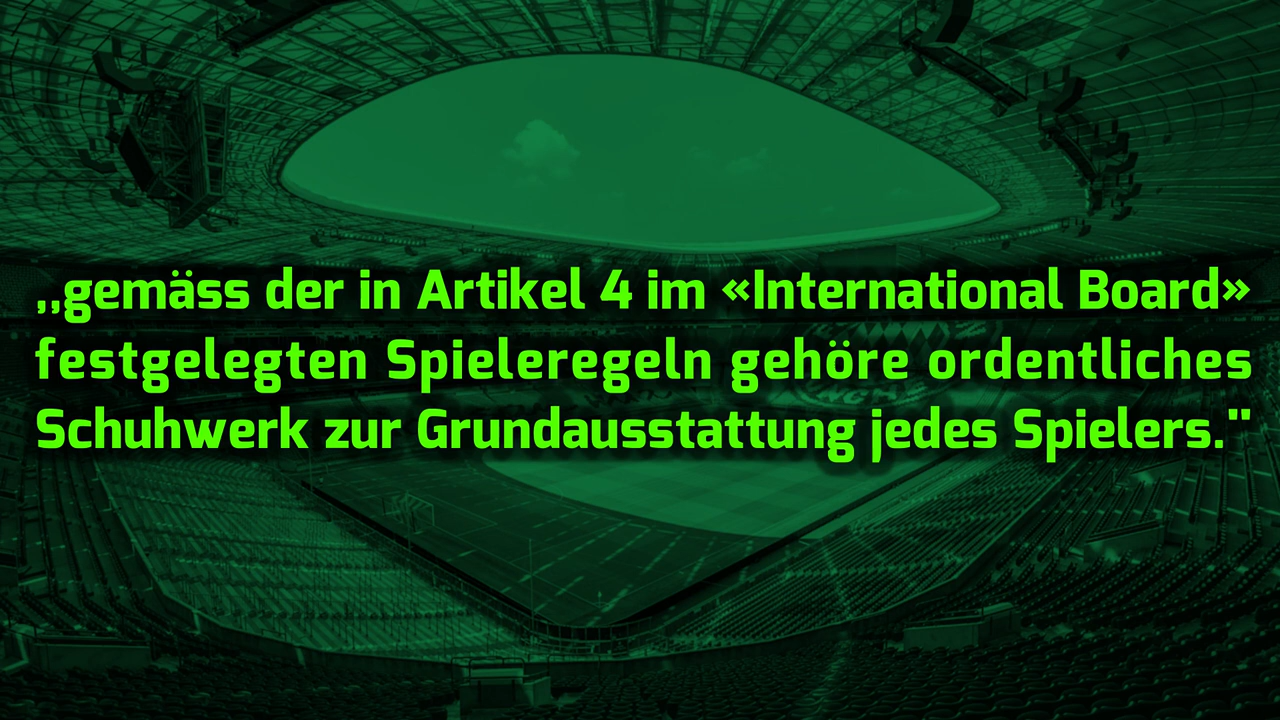 ,,gemäss der in Artikel 4 im «International Board»
festgelegten Spieleregeln gehöre ordentliches
Schuhwerk zur Grundausstattung jedes Spielers."